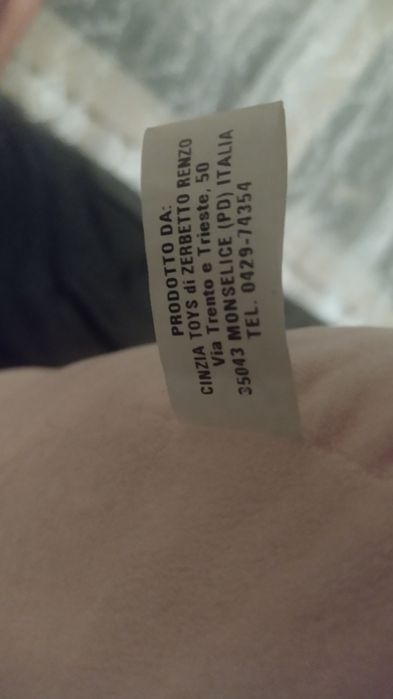 PRODOTTO DA:
CINZIA TOYS di ZERBETTO RENZO
Via Trento e Trieste, 50
35043 MONSELICE (PD) ITALIA
TEL. 0429-74354